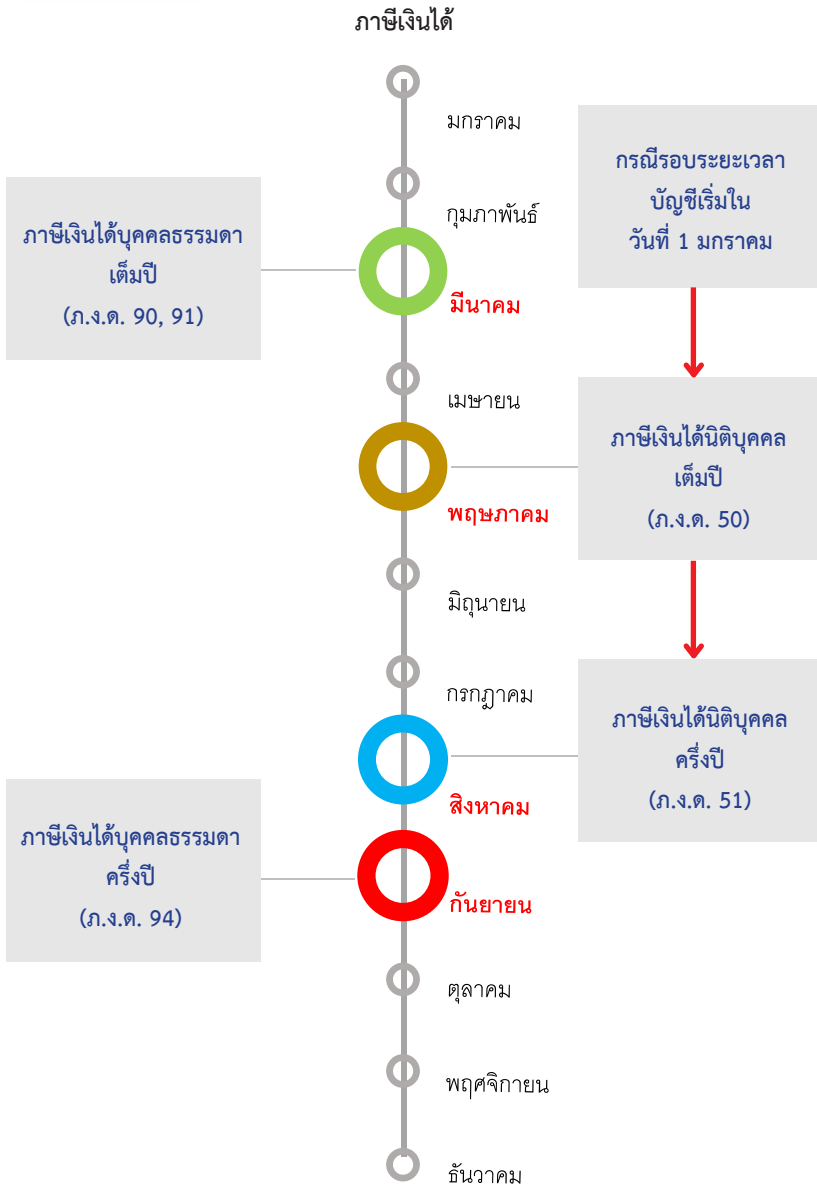 ภาษีเงินได้
มกราคม
กุมภาพันธ์
มีนาคม
เมษายน
พฤษภาคม
มิถุนายน
กรกฎาคม
สิงหาคม
กันยายน
ตุลาคม
พฤศจิกายน
ธันวาคม
ภาษีเงินได้บุคคลธรรมดา
เต็มปี
(ภ.ง.ด. 90, 91)
ภาษีเงินได้บุคคลธรรมดา
ครึ่งปี
(ภ.ง.ด. 94)
กรณีรอบระยะเวลา
บัญชีเริ่มใน
วันที่ 1 มกราคม
ภาษีเงินได้นิติบุคคล
เต็มปี
(ภ.ง.ด. 50)
ภาษีเงินได้นิติบุคคล
ครึ่งปี
(ภ.ง.ด. 51)